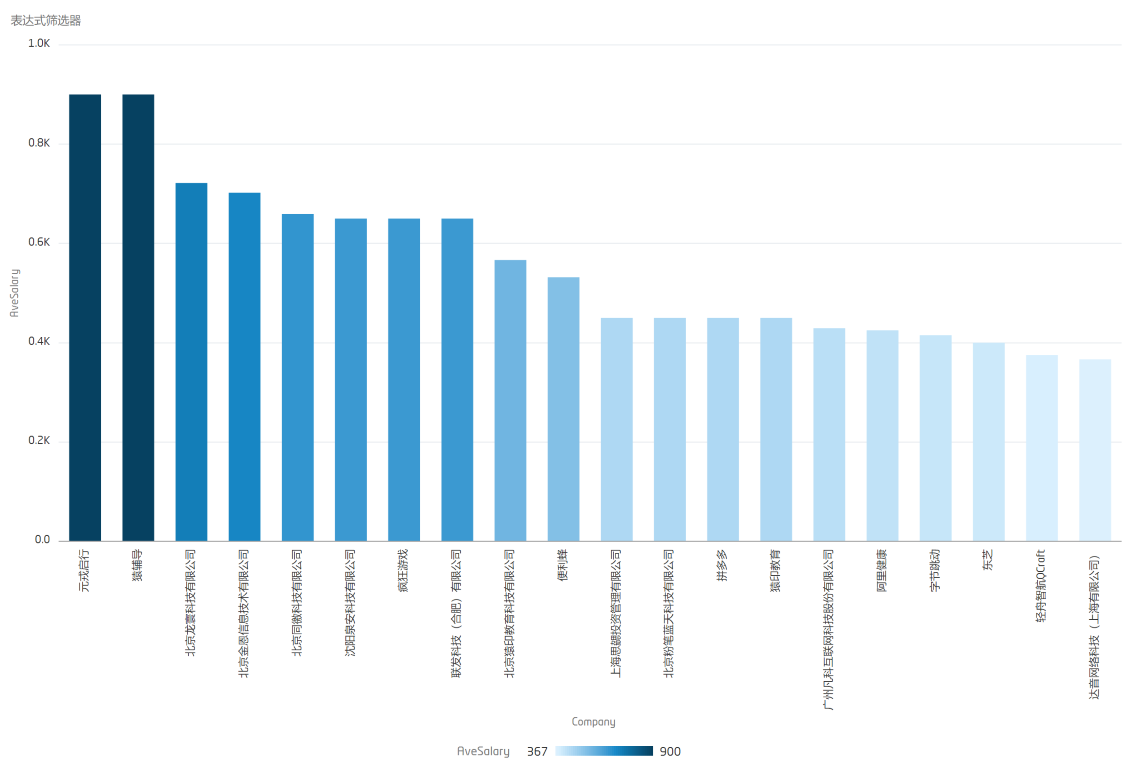 表达式筛选器
1.0K
0.8K
0.6K
0.4K
0.2K
0.0
AveSalary
元戎启行
猿辅导
北京龙寰科技有限公司
北京金恩信息技术有限公司
北京同徽科技有限公司
沈阳泉安科技有限公司
疯狂游戏
联发科技（合肥）有限公司
北京猿印教育科技有限公司
便利蜂
上海思勰投资管理有限公司
北京粉笔蓝天科技有限公司
拼多多
猿印教育
广州凡科互联网科技股份有限公司
阿里健康
字节跳动
东芝
轻舟智航QCraft
达音网络科技（上海有限公司）
Company
AveSalary 367 900